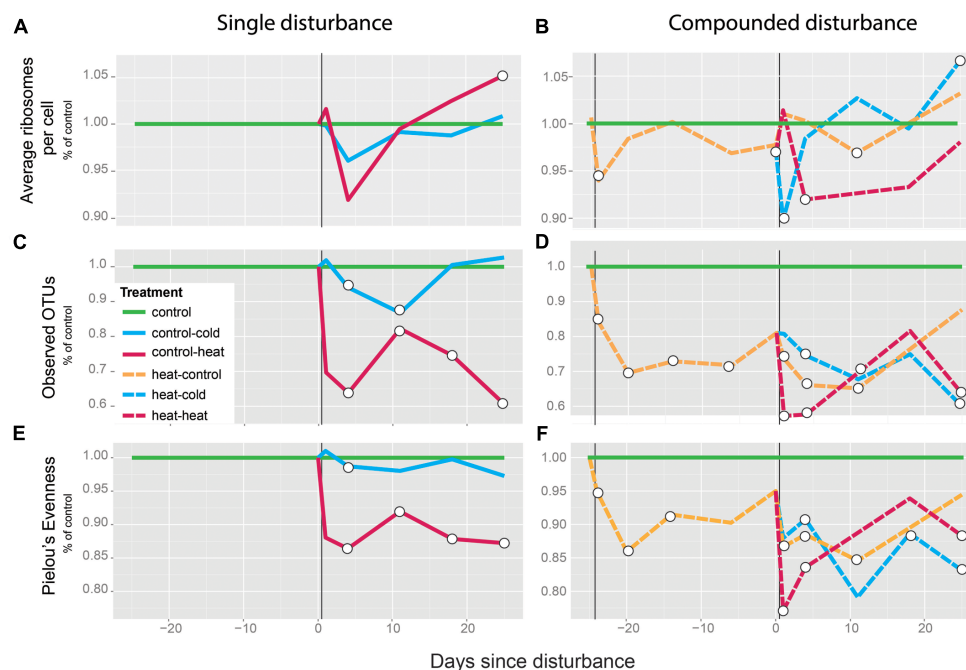 Single disturbance
Compounded disturbance
A
B
Average ribosomes
per cell
% of control
1.05
1.00
0.95
0.90
1.05
1.00
0.95
0.90
C
D
Observed OTUs
% of control
1.0
0.9
0.8
0.7
0.6
Treatment
control
control-cold
control-heat
heat-control
heat-cold
heat-heat
1.0
0.9
0.8
0.7
0.6
E
F
Pielou's Evenness
% of control
1.00
0.95
0.90
0.85
0.80
1.00
0.95
0.90
0.85
0.80
−20
0
10
20
−20
0
10
20
Days since disturbance